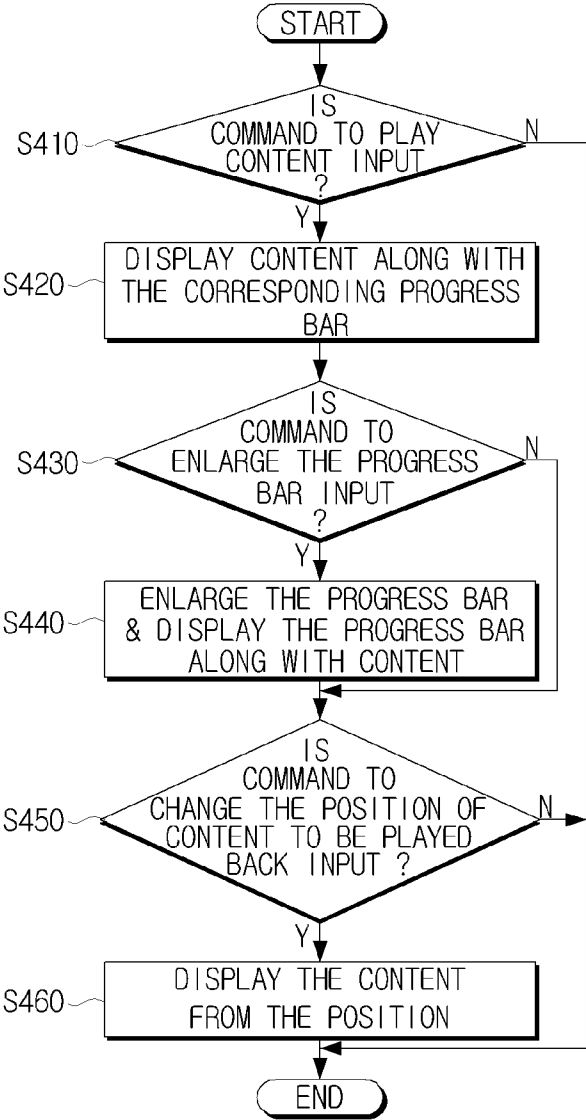 START
S410
IS
COMMAND TO PLAY
CONTENT INPUT
?
N
Y
S420
DISPLAY CONTENT ALONG WITH
THE CORRESPONDING PROGRESS
BAR
S430
IS
COMMAND TO
ENLARGE THE PROGRESS
BAR INPUT
?
N
Y
S440
ENLARGE THE PROGRESS BAR
& DISPLAY THE PROGRESS BAR
ALONG WITH CONTENT
S450
IS
COMMAND TO
CHANGE THE POSITION OF
CONTENT TO BE PLAYED
BACK INPUT ?
N
Y
S460
DISPLAY THE CONTENT
FROM THE POSITION
END